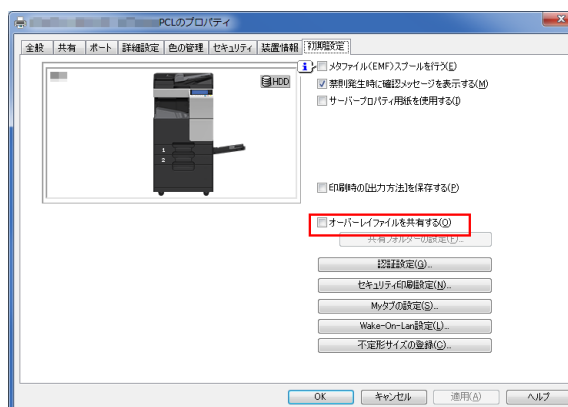 PCLのプロパティ
全般 共有 ポート 詳細設定 色の管理 セキュリティ 装置情報 初期設定
メタファイル(EMF)スプールを行う(E)
HDD
禁則発生時に確認メッセージを表示する(M)
サーバープロパティ用紙を使用する(I)
1
2
印刷時の[出力方法]を保存する(P)
オーバーレイファイルを共有する(O)
共有フォルダーの設定(F)...
認証設定(G)...
セキュリティ印刷設定(N)...
Myタブの設定(S)...
Wake-On-Lan設定(L)...
不定形サイズの登録(C)...
OK キャンセル 適用(A) ヘルプ